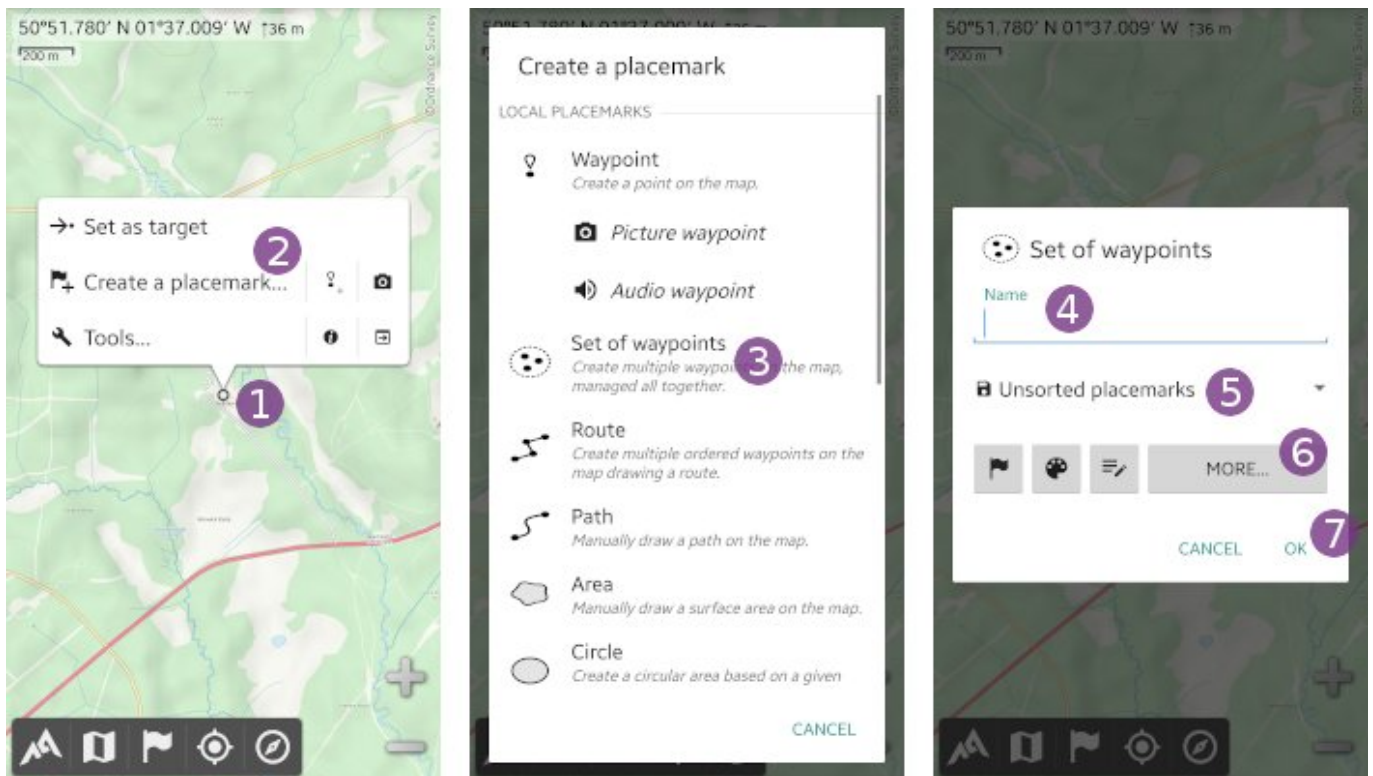 50°51.780' N 01°37.009' W ↑36 m
200 m
©Ordnance Survey
Set as target
2
Create a placemark...
Tools...
1
Create a placemark
LOCAL PLACEMARKS
Waypoint
Create a point on the map.
Picture waypoint
Audio waypoint
Set of waypoints
3
Create multiple the map,
managed all together.
Route
Create multiple ordered waypoints on the
map drawing a route.
Path
Manually draw a path on the map.
Area
Manually draw a surface area on the map.
Circle
Create a circular area based on a given
CANCEL
50°51.780' N 01°37.009' W ↑36 m
200 m
©Ordnance Survey
Set of waypoints
Name
4
Unsorted placemarks
5
MORE...
6
CANCEL
OK
7